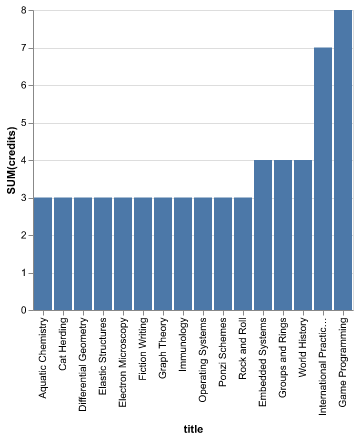 8
7
6
5
4
3
2
1
0
SUM(credits)
Aquatic Chemistry
Cat Herding
Differential Geometry
Elastic Structures
Electron Microscopy
Fiction Writing
Graph Theory
Immunology
Operating Systems
Ponzi Schemes
Rock and Roll
Embedded Systems
Groups and Rings
World History
International Practic...
Game Programming
title